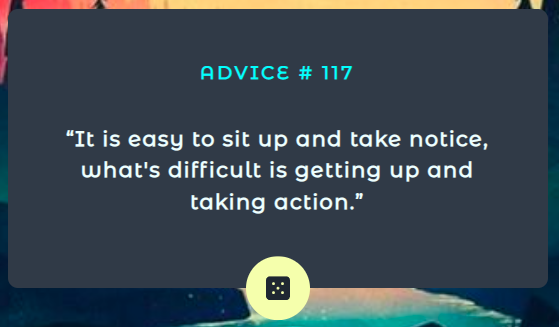 ADVICE # 117
“It is easy to sit up and take notice,
what's difficult is getting up and
taking action.”